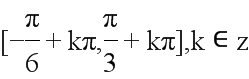 [-π/6 + kπ, π/3 + kπ], k ∈ z